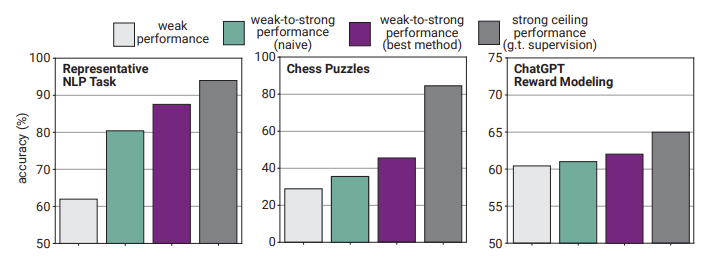 weak
performance
weak-to-strong
performance
(naive)
weak-to-strong
performance
(best method)
strong ceiling
performance
(g.t. supervision)
accuracy (%)
Representative
NLP Task
100
90
80
70
60
50
Chess Puzzles
100
80
60
40
20
0
ChatGPT
Reward Modeling
75
70
65
60
55
50